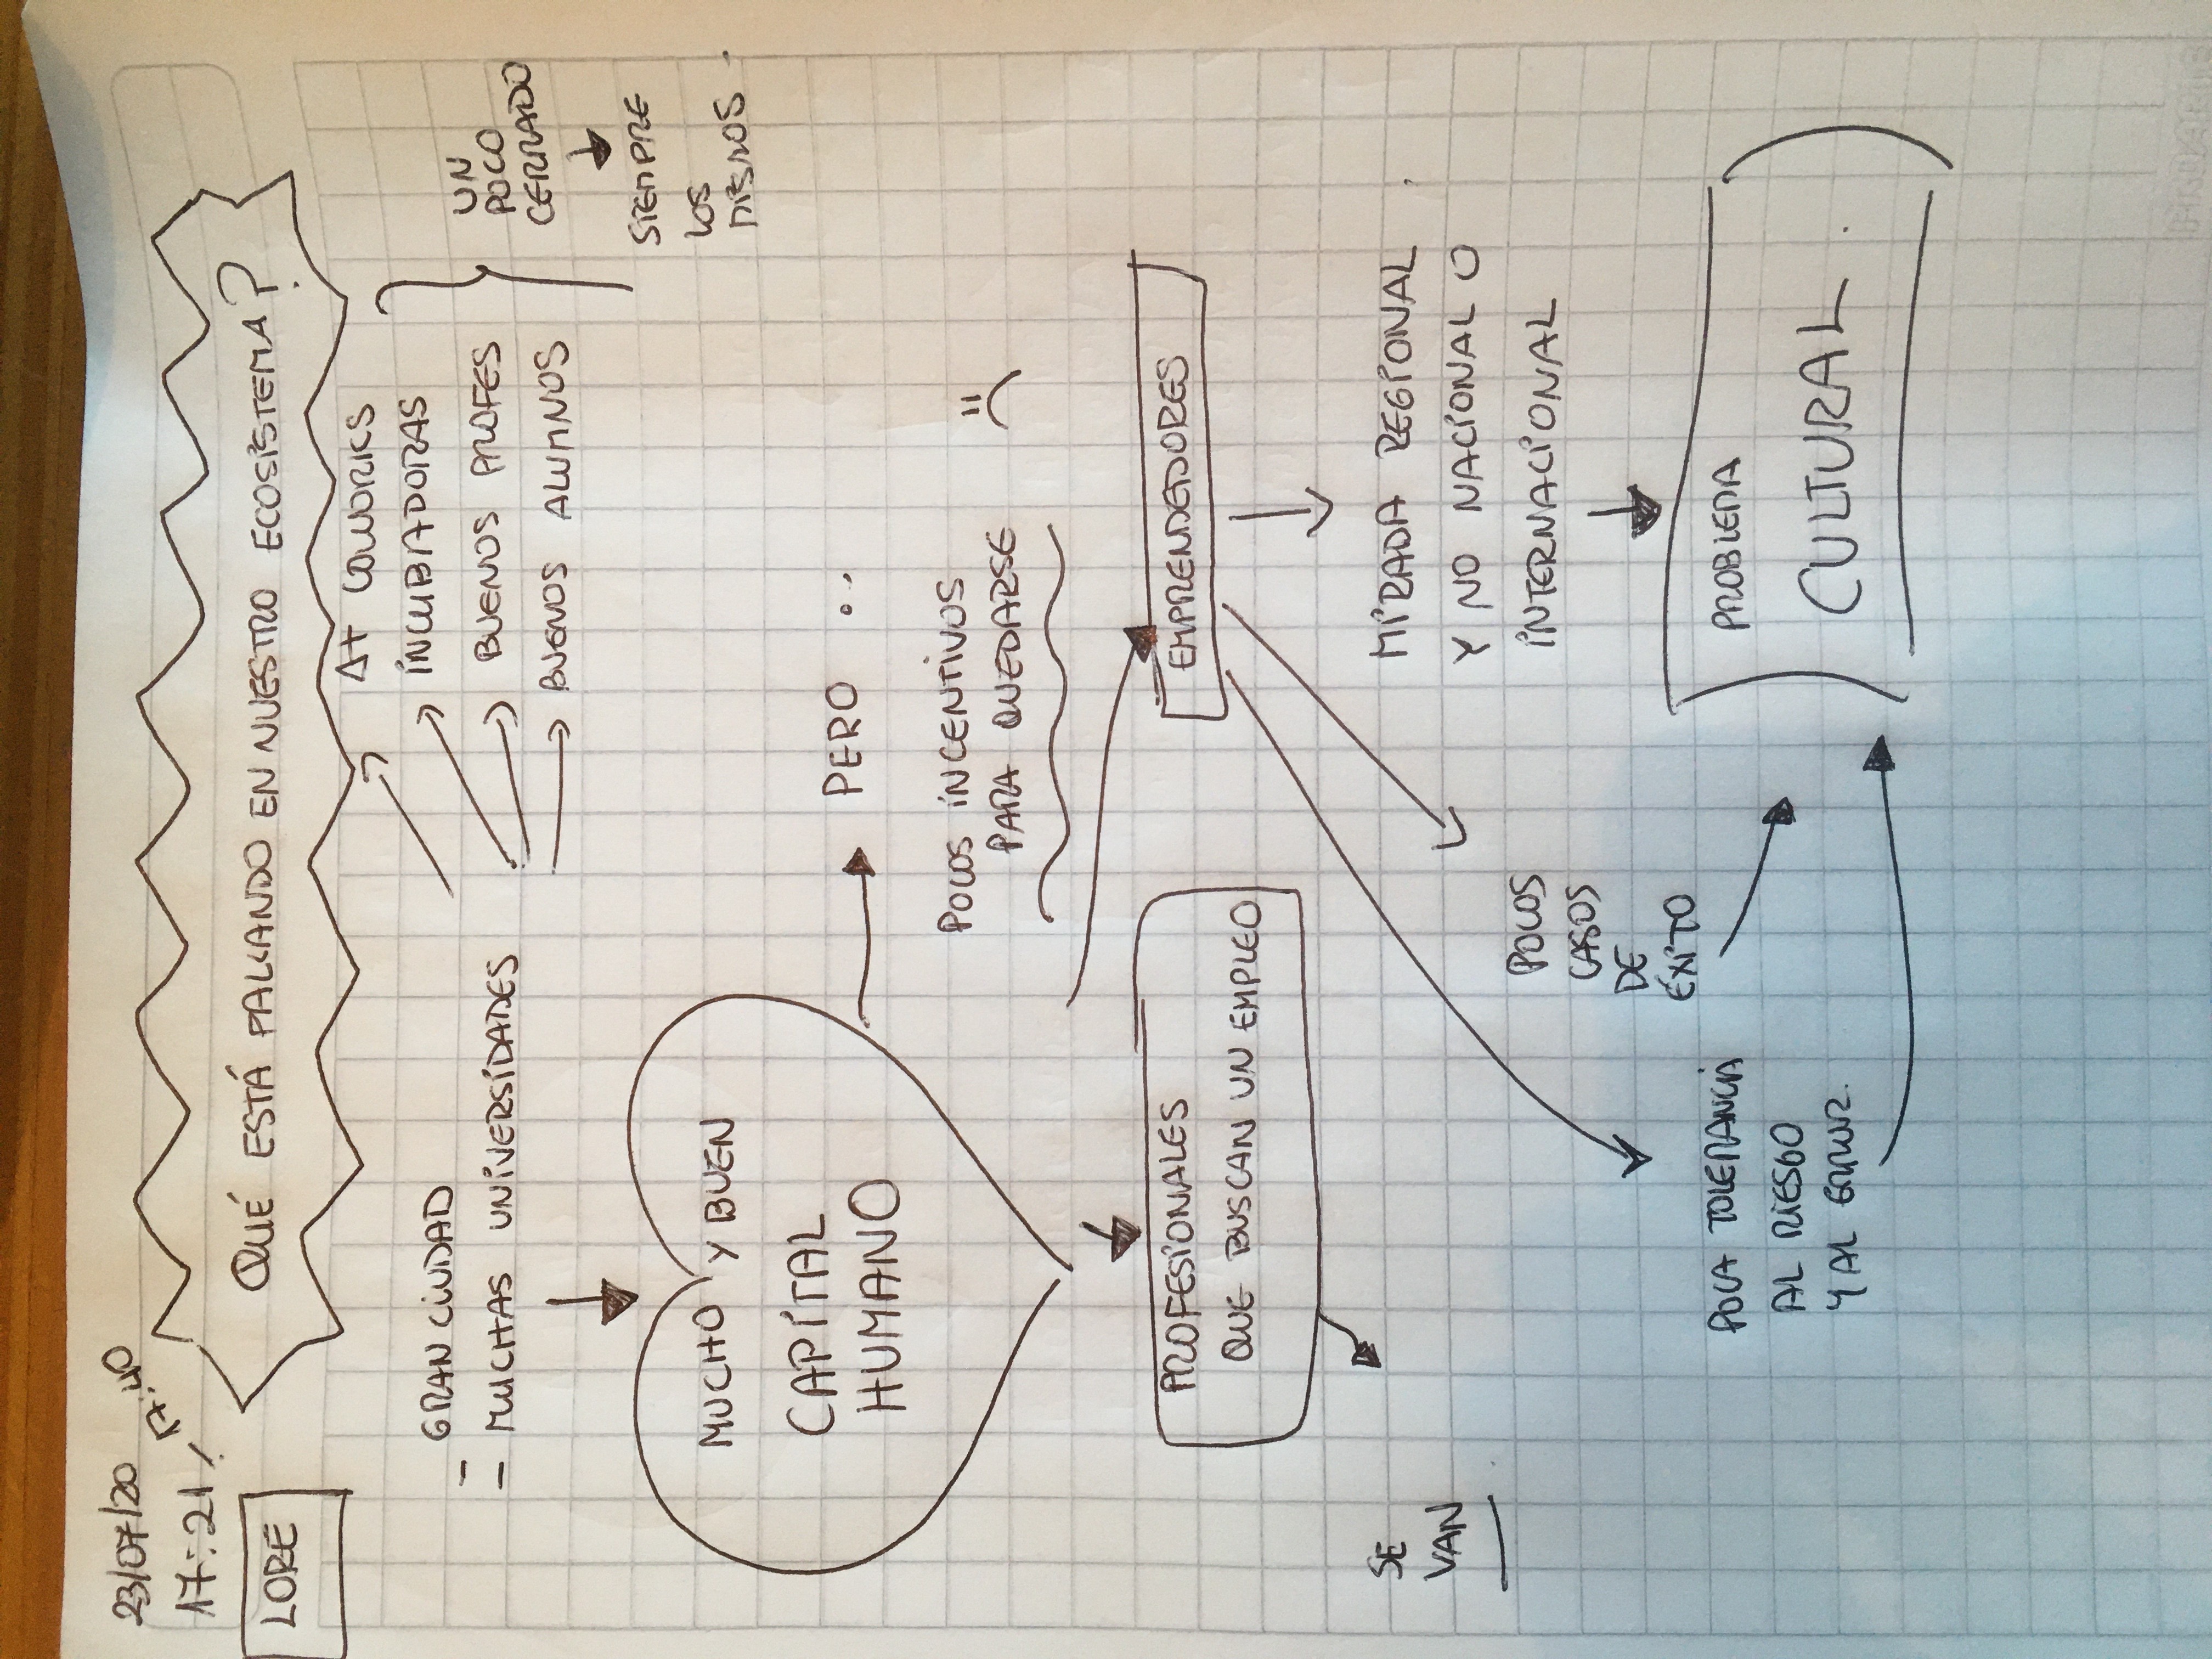 23/07/20
17:21 - 17:40
LORE
QUÉ ESTÁ FALLANDO EN NUESTRO ECOSISTEMA?
- GRAN CIUDAD
- MUCHAS UNIVERSIDADES
COWORKS
INCUBADORAS
BUENOS PROFES
BUENOS ALUMNOS
UN
POCO
CERRADO
SIEMPRE
LOS
MISMOS
MUCHO Y BUEN
CAPITAL
HUMANO
PERO ...
POCOS INCENTIVOS
PARA QUEDARSE
PROFESIONALES
QUE BUSCAN UN EMPLEO
SE
VAN
EMPRENDEDORES
MIRADA REGIONAL
Y NO NACIONAL O
INTERNACIONAL
POCOS
CASOS
DE
ÉXITO
POCA TOLERANCIA
AL RIESGO
Y AL ERROR.
PROBLEMA
CULTURAL.